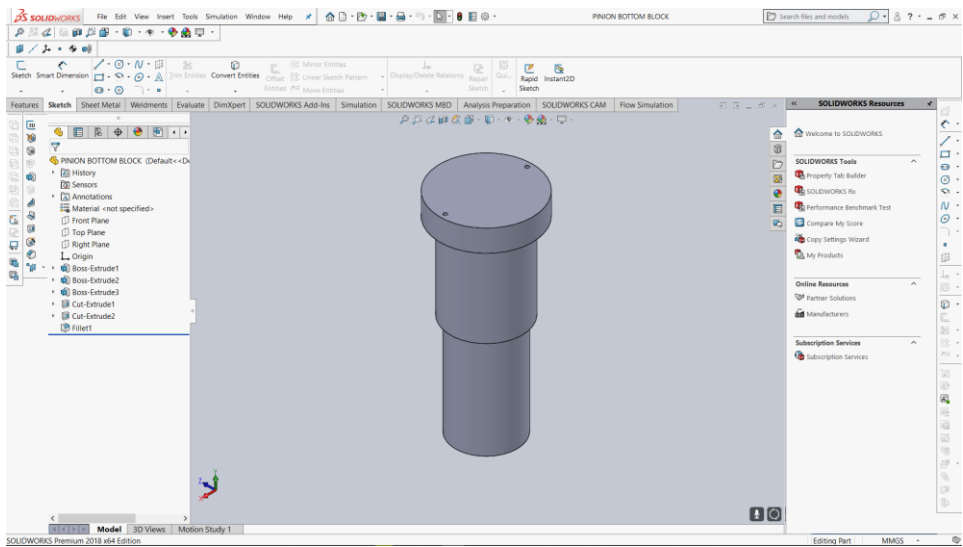 SOLIDWORKS File Edit View Insert Tools Simulation Window Help PINION BOTTOM BLOCK Search files and models
Sketch Smart Dimension Trim Entities Convert Entities Offset Entities Mirror Entities Linear Sketch Pattern Move Entities Display/Delete Relations Repair Sketch Qui... Rapid Sketch Instant2D
Features Sketch Sheet Metal Weldments Evaluate DimXpert SOLIDWORKS Add-Ins Simulation SOLIDWORKS MBD Analysis Preparation SOLIDWORKS CAM Flow Simulation
PINION BOTTOM BLOCK (Default<<De
History
Sensors
Annotations
Material <not specified>
Front Plane
Top Plane
Right Plane
Origin
Boss-Extrude1
Boss-Extrude2
Boss-Extrude3
Cut-Extrude1
Cut-Extrude2
Fillet1
SOLIDWORKS Resources
Welcome to SOLIDWORKS
SOLIDWORKS Tools
Property Tab Builder
SOLIDWORKS Rx
Performance Benchmark Test
Compare My Score
Copy Settings Wizard
My Products
Online Resources
Partner Solutions
Manufacturers
Subscription Services
Subscription Services
Y
Z
X
Model 3D Views Motion Study 1
SOLIDWORKS Premium 2018 x64 Edition Editing Part MMGS